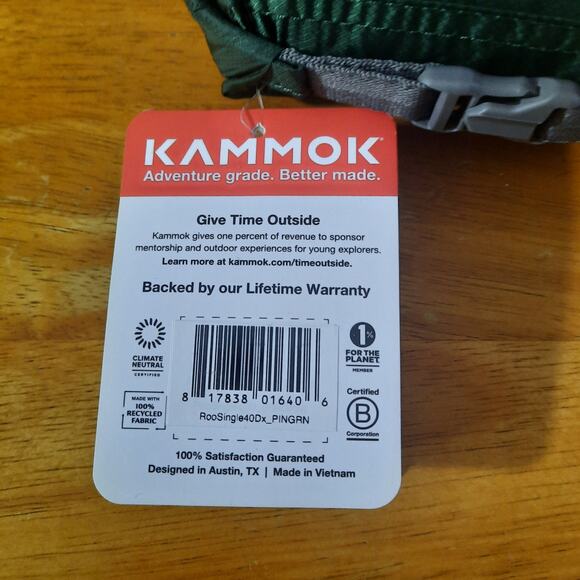 KAMMOK
Adventure grade. Better made.
Give Time Outside
Kammok gives one percent of revenue to sponsor
mentorship and outdoor experiences for young explorers.
Learn more at kammok.com/timeoutside.
Backed by our Lifetime Warranty
CLIMATE
NEUTRAL
CERTIFIED
1%
FOR THE
PLANET
MEMBER
8 17838 01640 6
RooSingle40Dx_PINGRN
MADE WITH
100%
RECYCLED
FABRIC
Certified
B
Corporation
100% Satisfaction Guaranteed
Designed in Austin, TX | Made in Vietnam